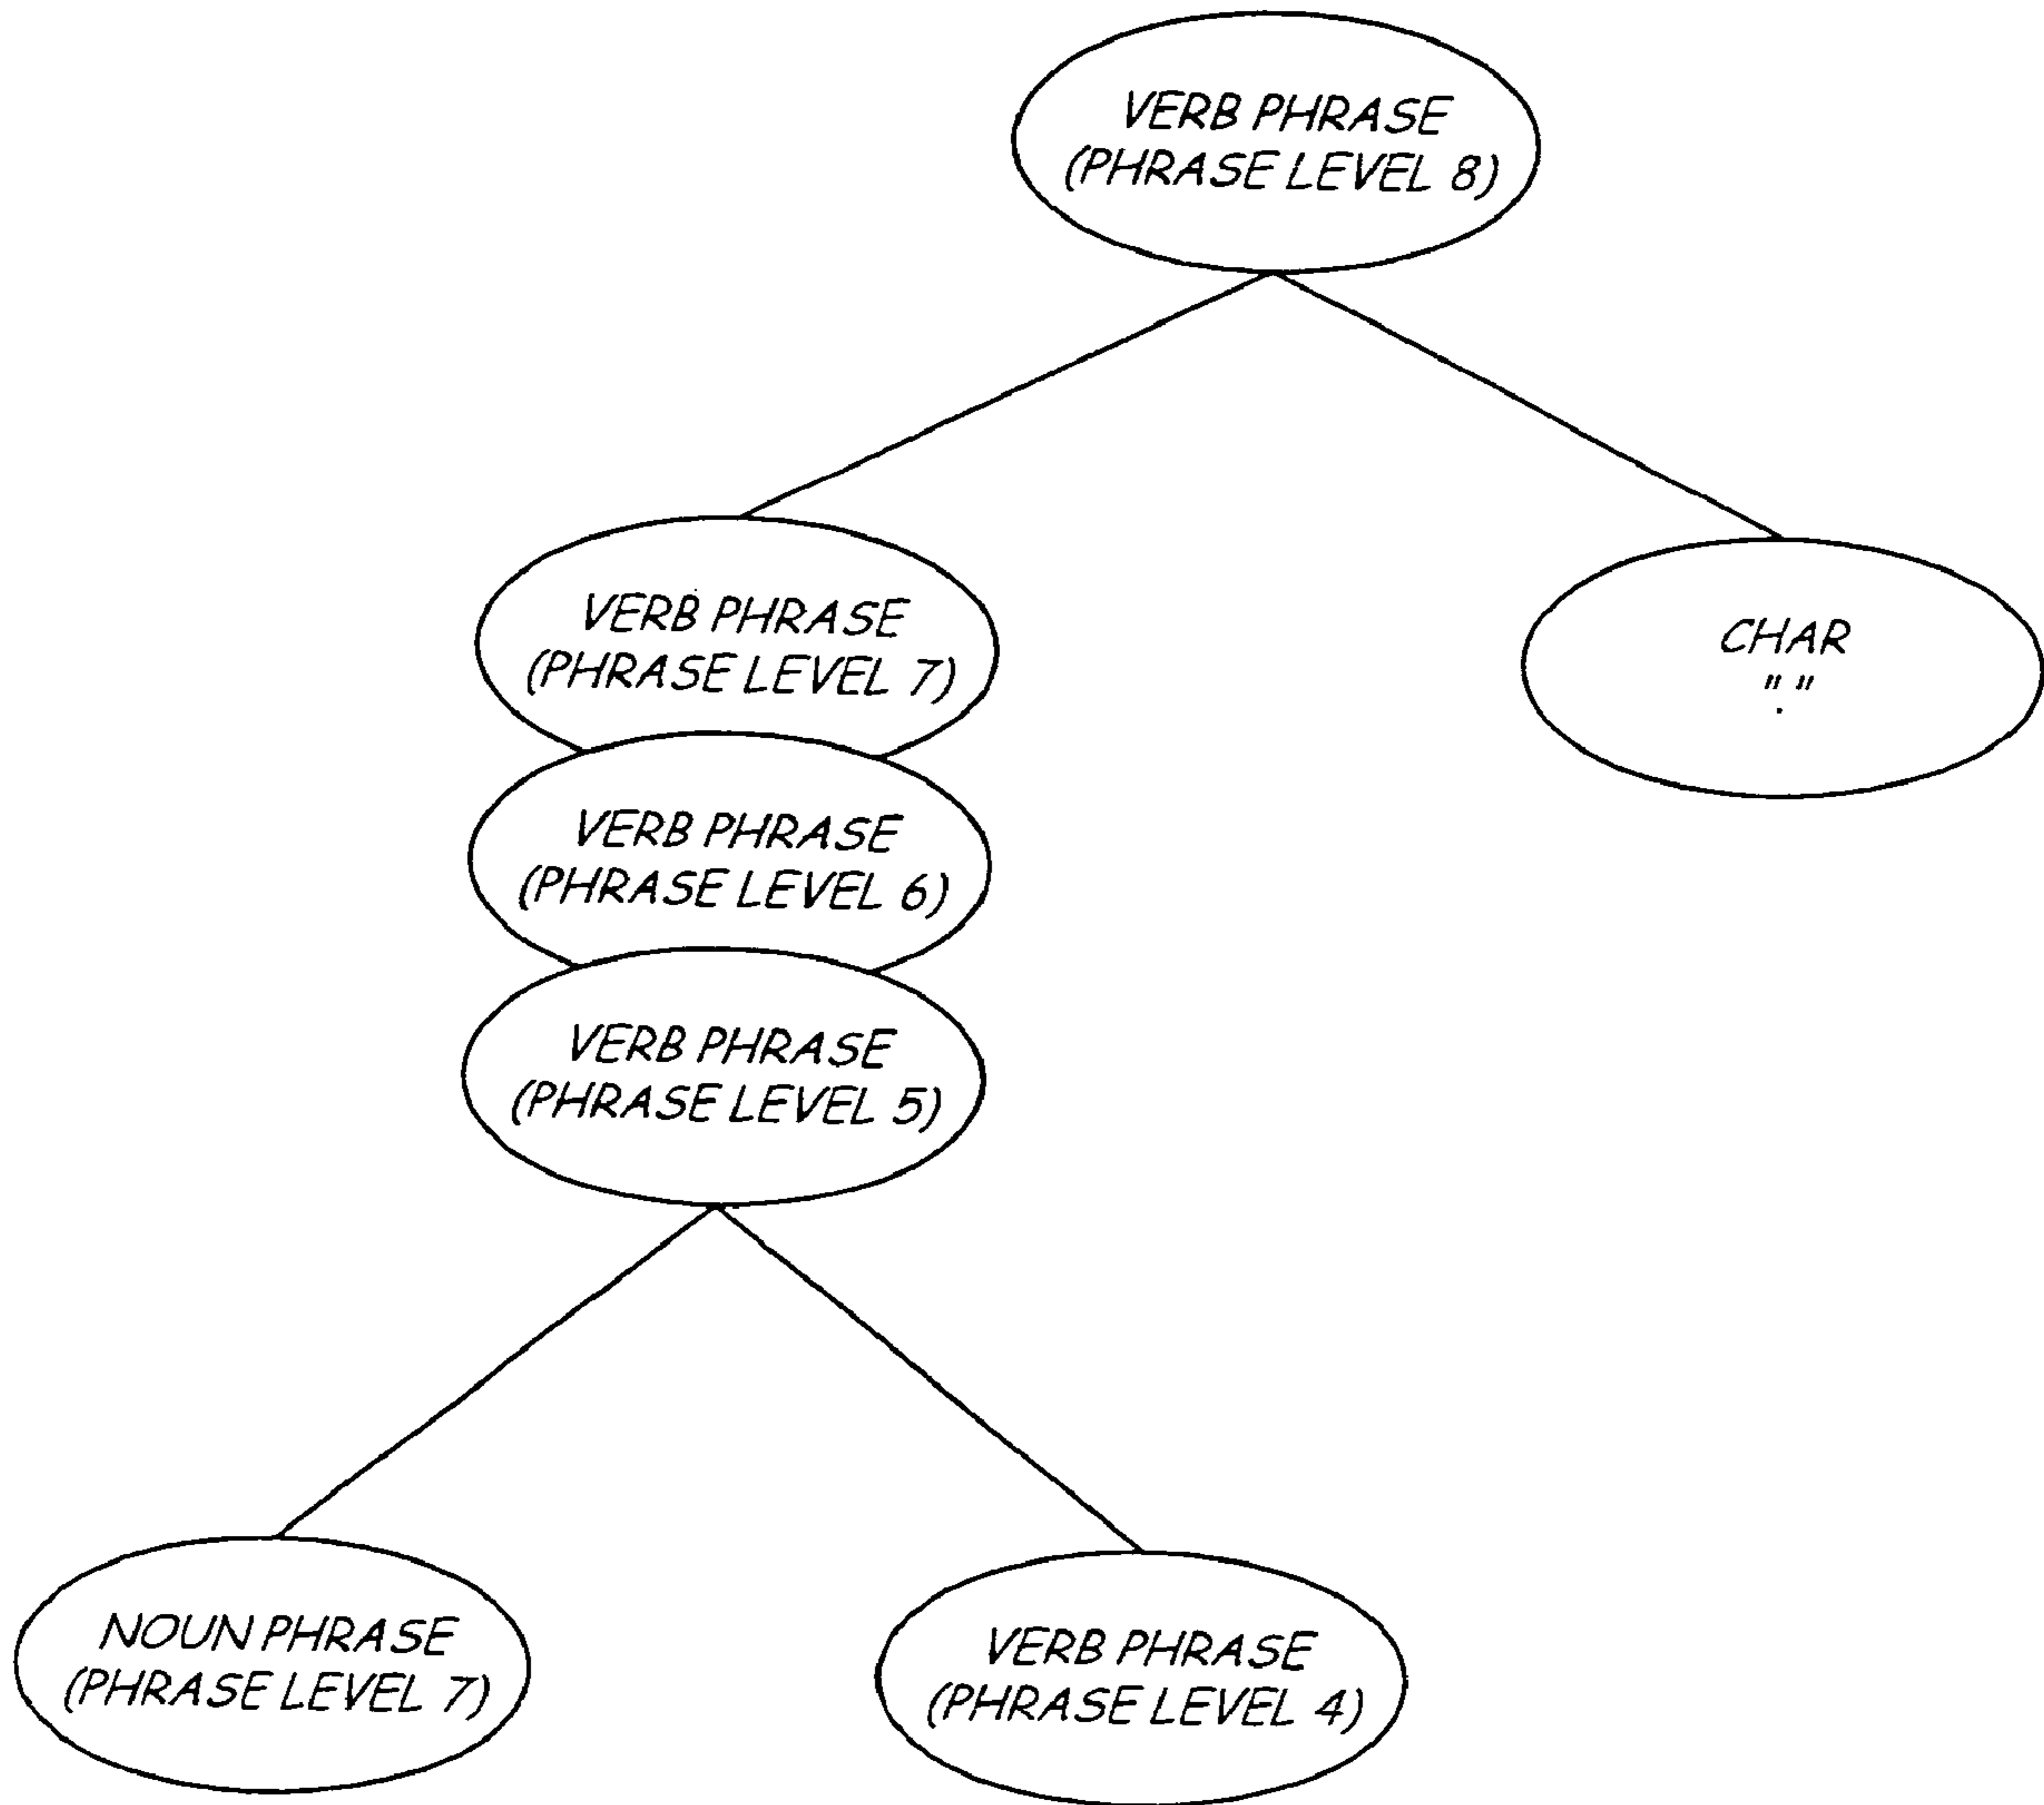 VERB PHRASE
(PHRASE LEVEL 8)
VERB PHRASE
(PHRASE LEVEL 7)
CHAR
"."
VERB PHRASE
(PHRASE LEVEL 6)
VERB PHRASE
(PHRASE LEVEL 5)
NOUN PHRASE
(PHRASE LEVEL 7)
VERB PHRASE
(PHRASE LEVEL 4)